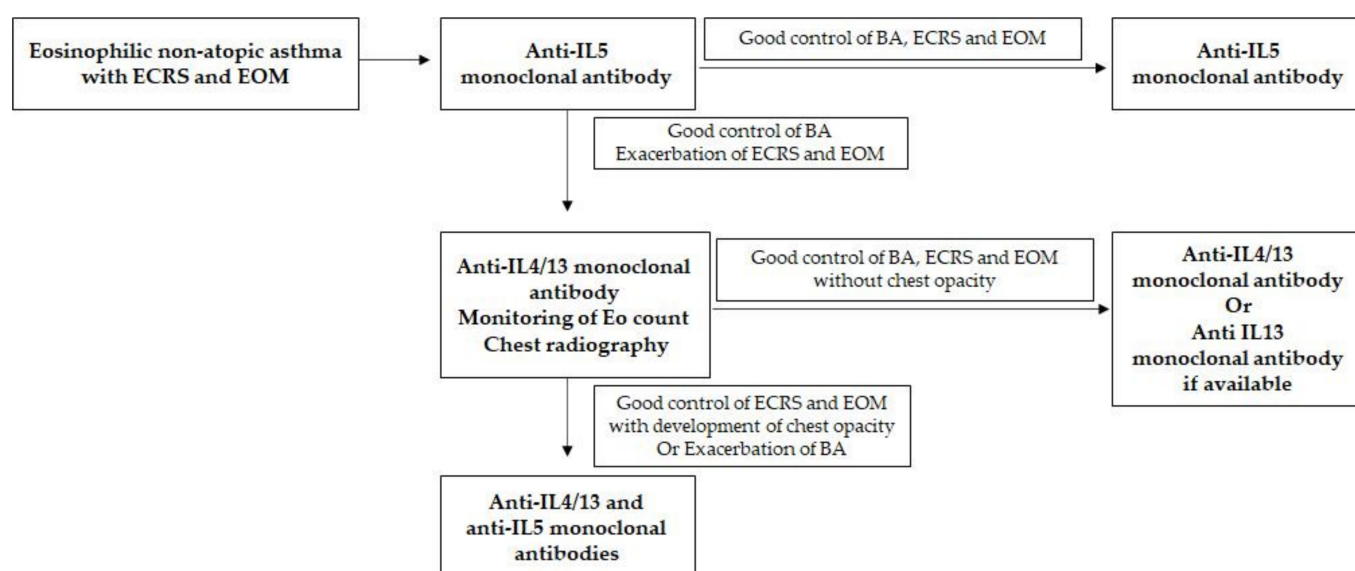 Eosinophilic non-atopic asthma
with ECRS and EOM
Anti-IL5
monoclonal antibody
Good control of BA, ECRS and EOM
Anti-IL5
monoclonal antibody
Good control of BA
Exacerbation of ECRS and EOM
Anti-IL4/13 monoclonal
antibody
Monitoring of Eo count
Chest radiography
Good control of BA, ECRS and EOM
without chest opacity
Anti-IL4/13
monoclonal antibody
Or
Anti IL13
monoclonal antibody
if available
Good control of ECRS and EOM
with development of chest opacity
Or Exacerbation of BA
Anti-IL4/13 and
anti-IL5 monoclonal
antibodies